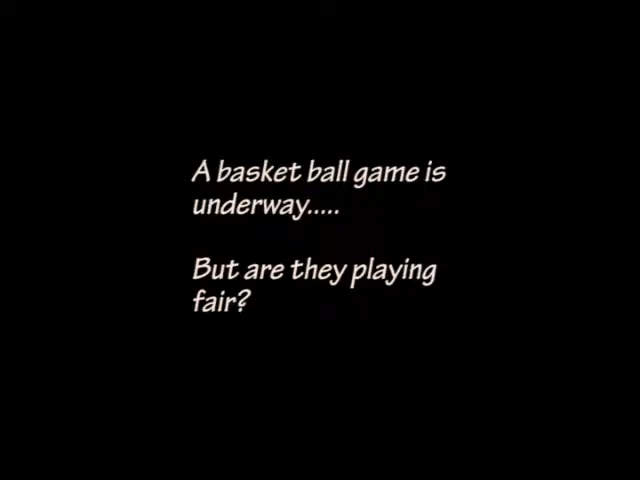 A basket ball game is
underway.....
But are they playing
fair?